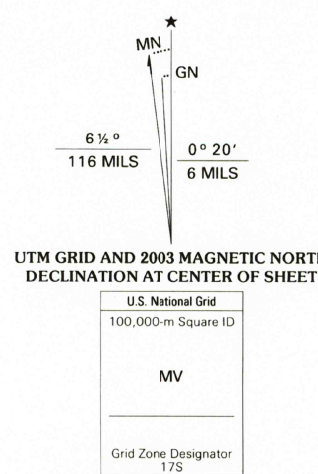 ★
MN
GN
6 ½ °
116 MILS
0° 20'
6 MILS
UTM GRID AND 2003 MAGNETIC NORTH
DECLINATION AT CENTER OF SHEET
U.S. National Grid
100,000-m Square ID
MV
Grid Zone Designator
17S